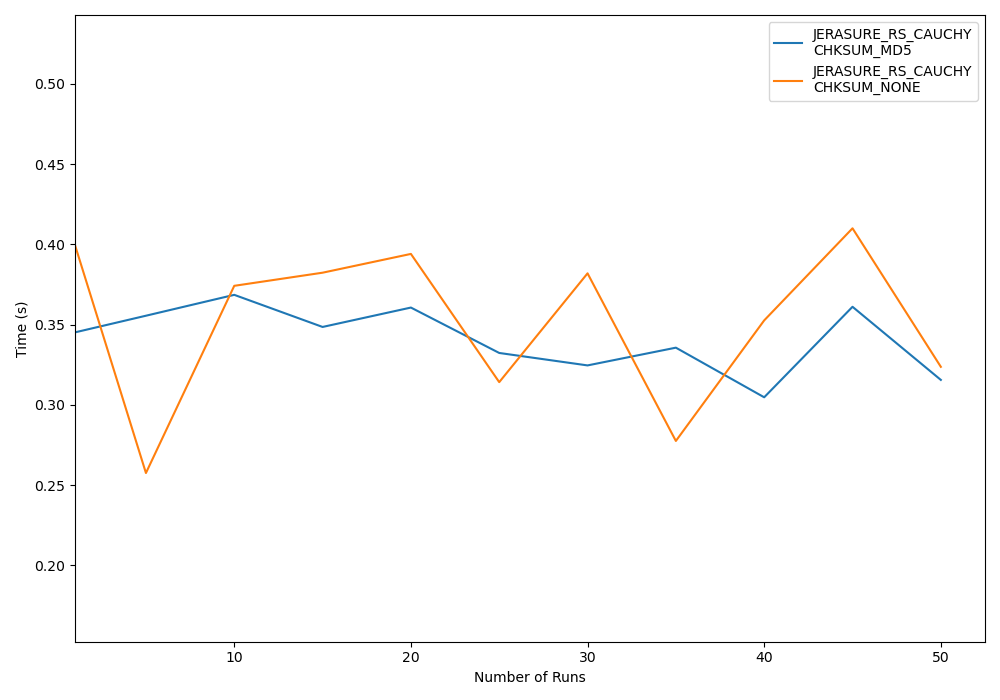 JERASURE_RS_CAUCHY
CHKSUM_MD5
JERASURE_RS_CAUCHY
CHKSUM_NONE
0.50
0.45
0.40
0.35
0.30
0.25
0.20
Time (s)
10 20 30 40 50
Number of Runs